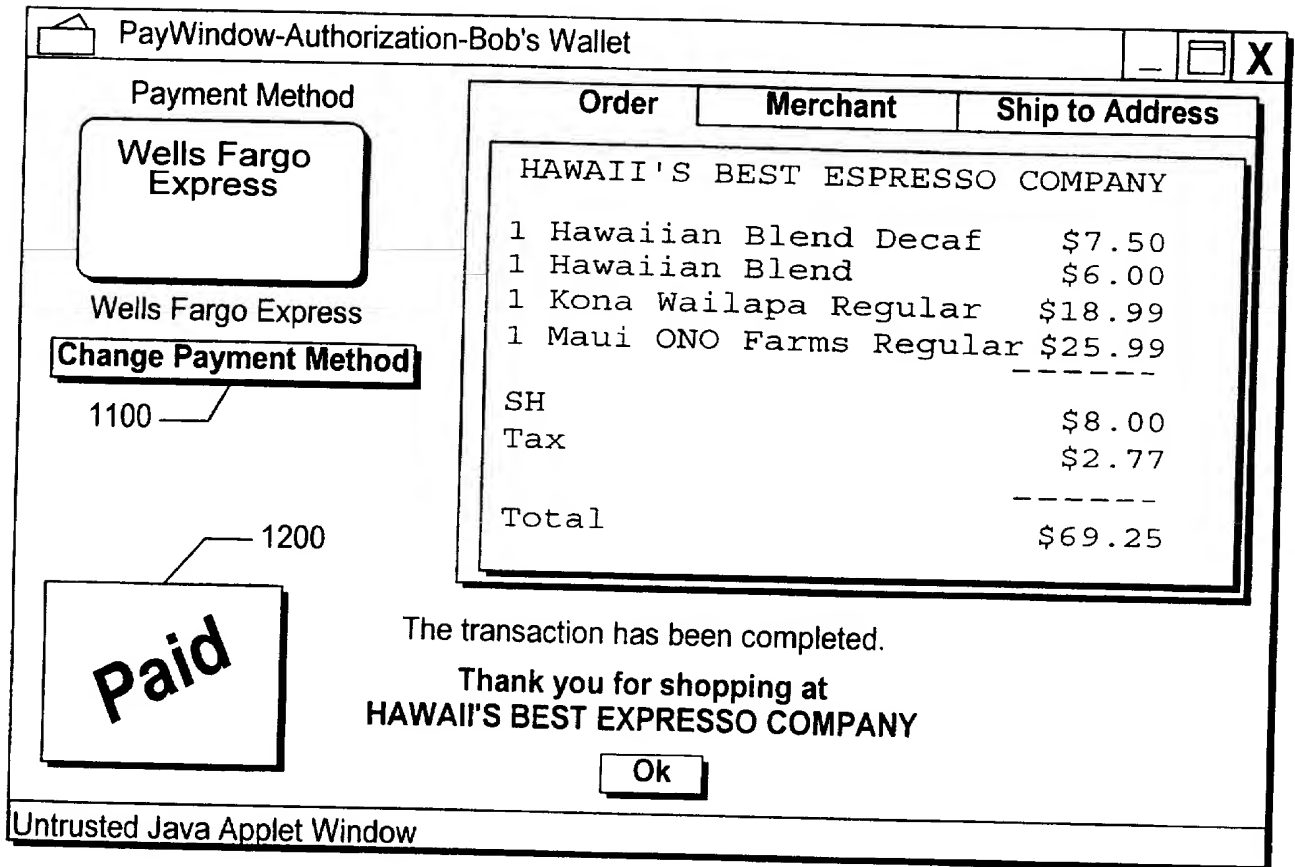 PayWindow-Authorization-Bob's Wallet
_ X
Payment Method
Wells Fargo
Express
Wells Fargo Express
Change Payment Method
1100
Order Merchant Ship to Address
HAWAII'S BEST ESPRESSO COMPANY
1 Hawaiian Blend Decaf $7.50
1 Hawaiian Blend $6.00
1 Kona Wailapa Regular $18.99
1 Maui ONO Farms Regular $25.99
------
SH $8.00
Tax $2.77
------
Total $69.25
1200
Paid
The transaction has been completed.
Thank you for shopping at
HAWAII'S BEST EXPRESSO COMPANY
Ok
Untrusted Java Applet Window